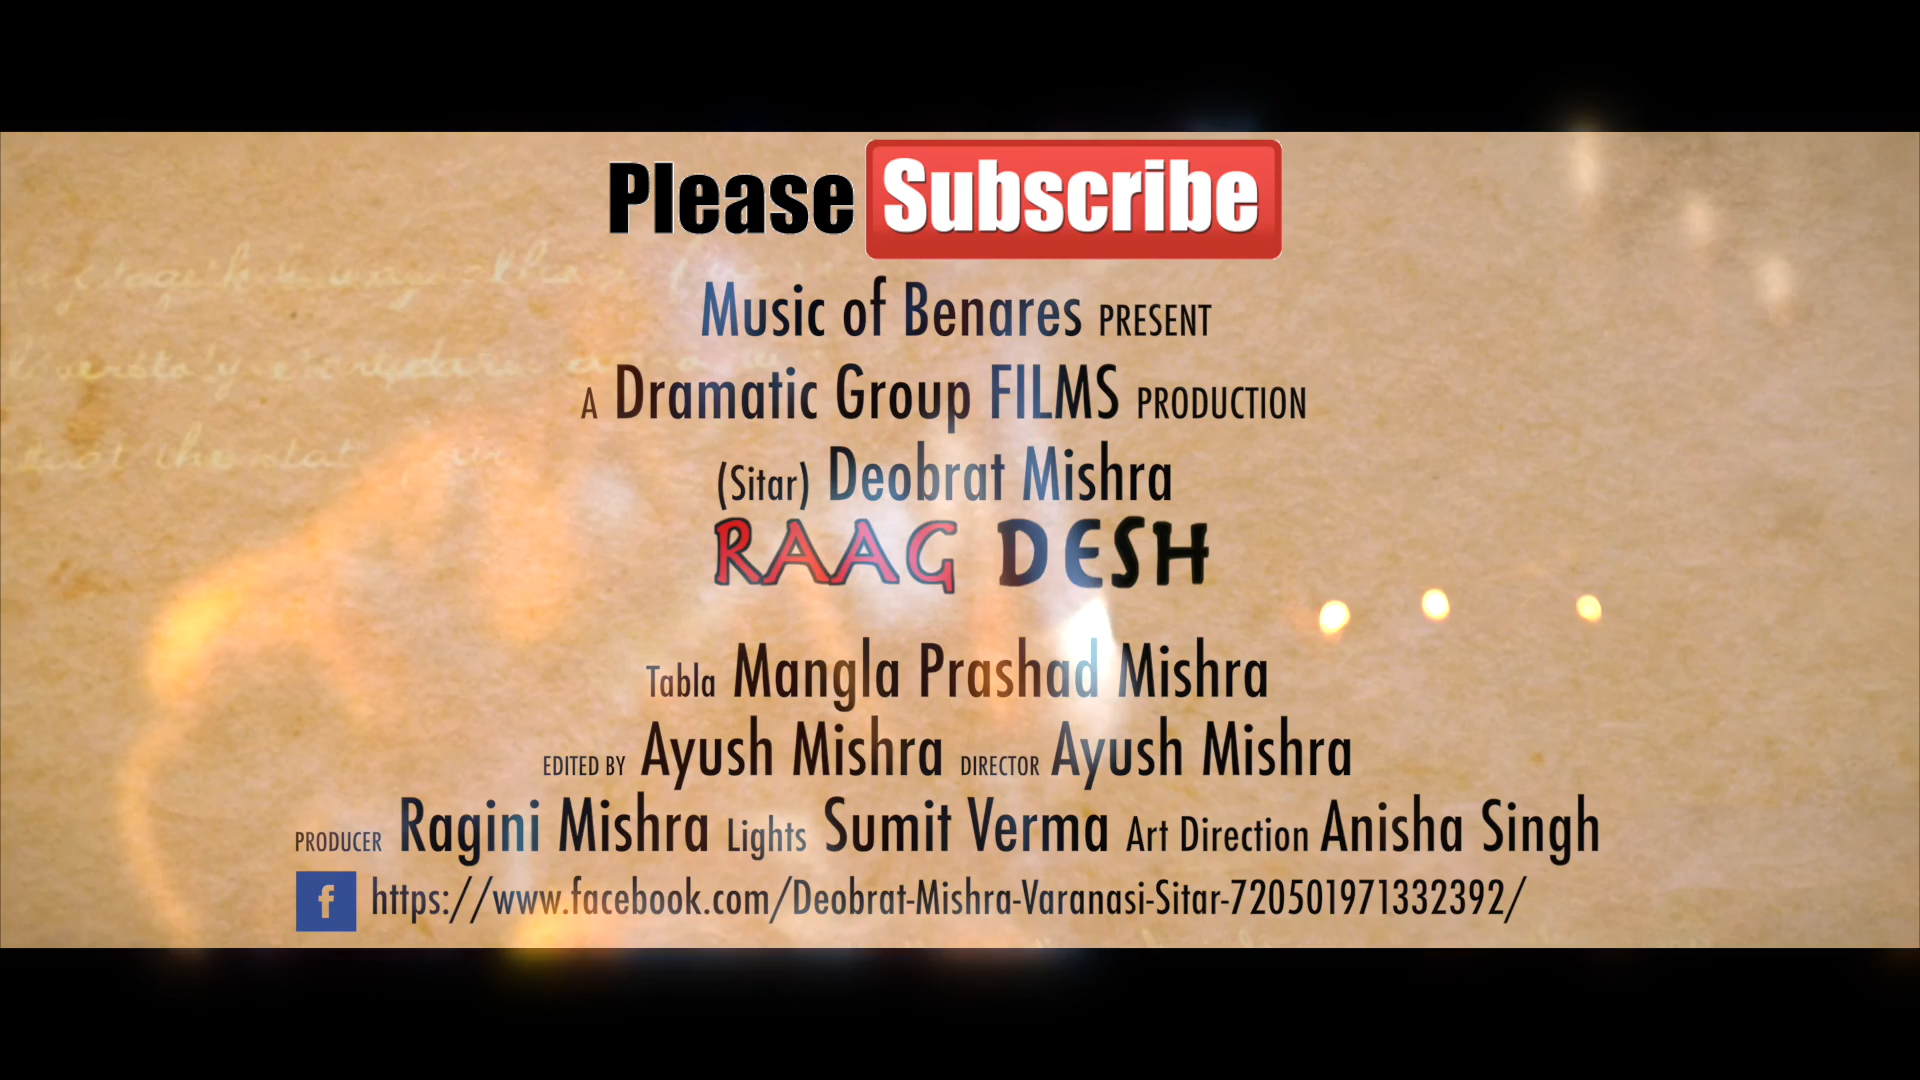 Please Subscribe
Music of Benares PRESENT
A Dramatic Group FILMS PRODUCTION
(Sitar) Deobrat Mishra
RAAG DESH
Tabla Mangla Prashad Mishra
EDITED BY Ayush Mishra DIRECTOR Ayush Mishra
PRODUCER Ragini Mishra Lights Sumit Verma Art Direction Anisha Singh
f https://www.facebook.com/Deobrat-Mishra-Varanasi-Sitar-720501971332392/